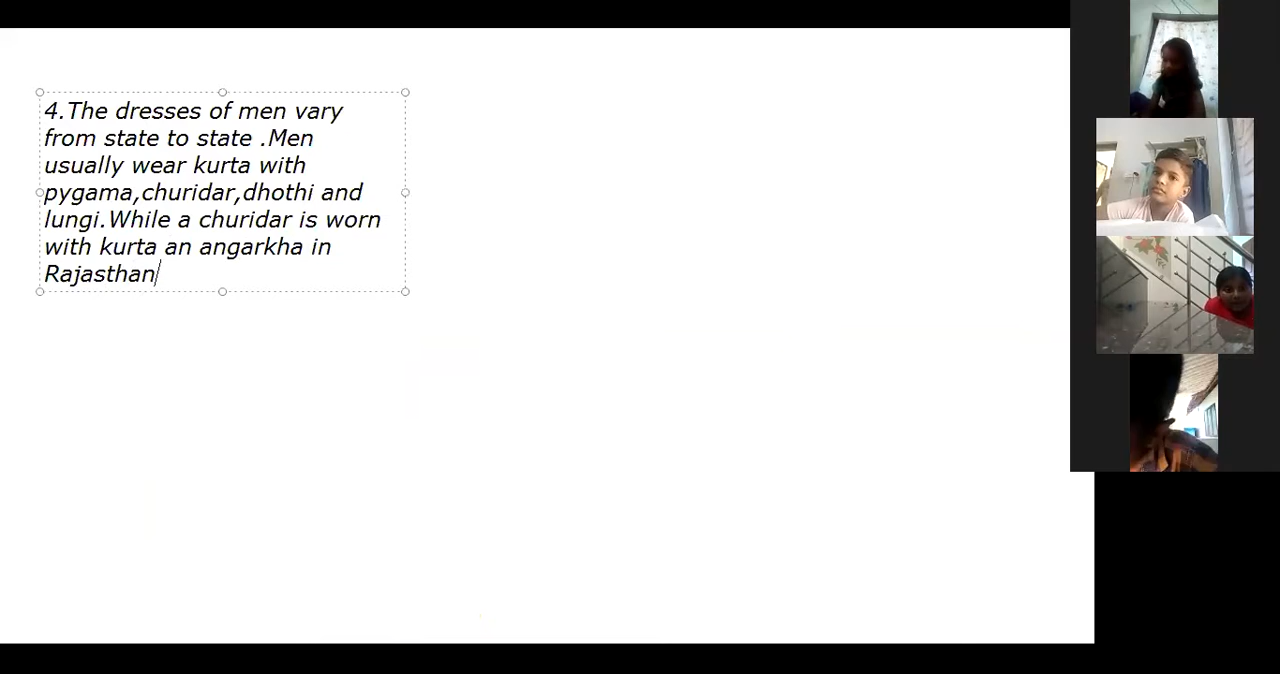 4.The dresses of men vary
from state to state .Men
usually wear kurta with
pygama,churidar,dhothi and
lungi.While a churidar is worn
with kurta an angarkha in
Rajasthan